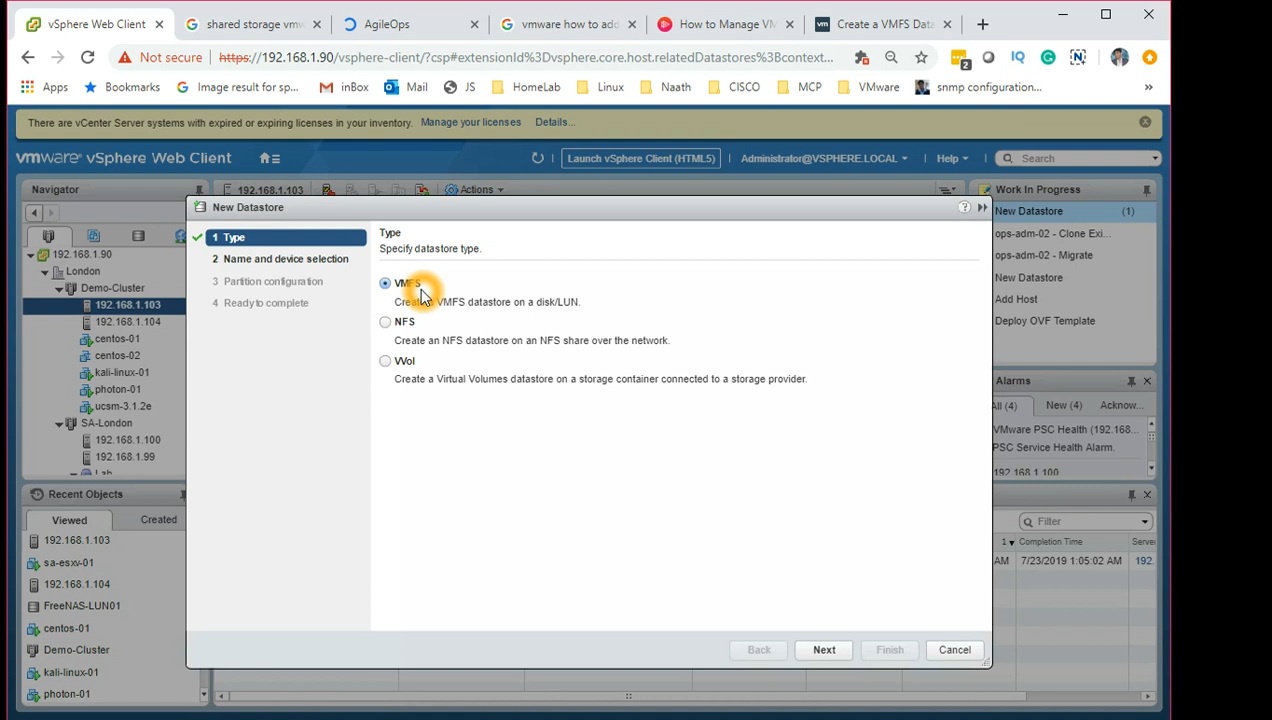 vSphere Web Client
shared storage vmw
AgileOps
vmware how to add
How to Manage VM
Create a VMFS Data
Not secure
https://192.168.1.90/vsphere-client/?csp#extensionId%3Dvsphere.core.host.relatedDatastores%3Bcontext...
2
IQ
Apps
Bookmarks
Image result for sp...
inBox
Mail
JS
HomeLab
Linux
Naath
CISCO
MCP
VMware
snmp configuration...
»
There are vCenter Server systems with expired or expiring licenses in your inventory. Manage your licenses Details...
vmware vSphere Web Client
Launch vSphere Client (HTML5)
Administrator@VSPHERE.LOCAL
Help
Search
Navigator
192.168.1.103
Actions
192.168.1.90
London
Demo-Cluster
192.168.1.103
192.168.1.104
centos-01
centos-02
kali-linux-01
photon-01
ucsm-3.1.2e
SA-London
192.168.1.100
192.168.1.99
Lab
Recent Objects
Viewed Created
192.168.1.103
sa-esxv-01
192.168.1.104
FreeNAS-LUN01
centos-01
Demo-Cluster
kali-linux-01
photon-01
New Datastore
1 Type
2 Name and device selection
3 Partition configuration
4 Ready to complete
Type
Specify datastore type.
VMFS
VMFS datastore on a disk/LUN.
NFS
Create an NFS datastore on an NFS share over the network.
VVol
Create a Virtual Volumes datastore on a storage container connected to a storage provider.
Back
Next
Finish
Cancel
Work In Progress
New Datastore (1)
ops-adm-02 - Clone Exi...
ops-adm-02 - Migrate
New Datastore
Add Host
Deploy OVF Template
Alarms
All (4) New (4) Acknow...
VMware PSC Health (192.168...
PSC Service Health Alarm.
192.168.1.100
Filter
1 Completion Time Server
AM 7/23/2019 1:05:02 AM 192.